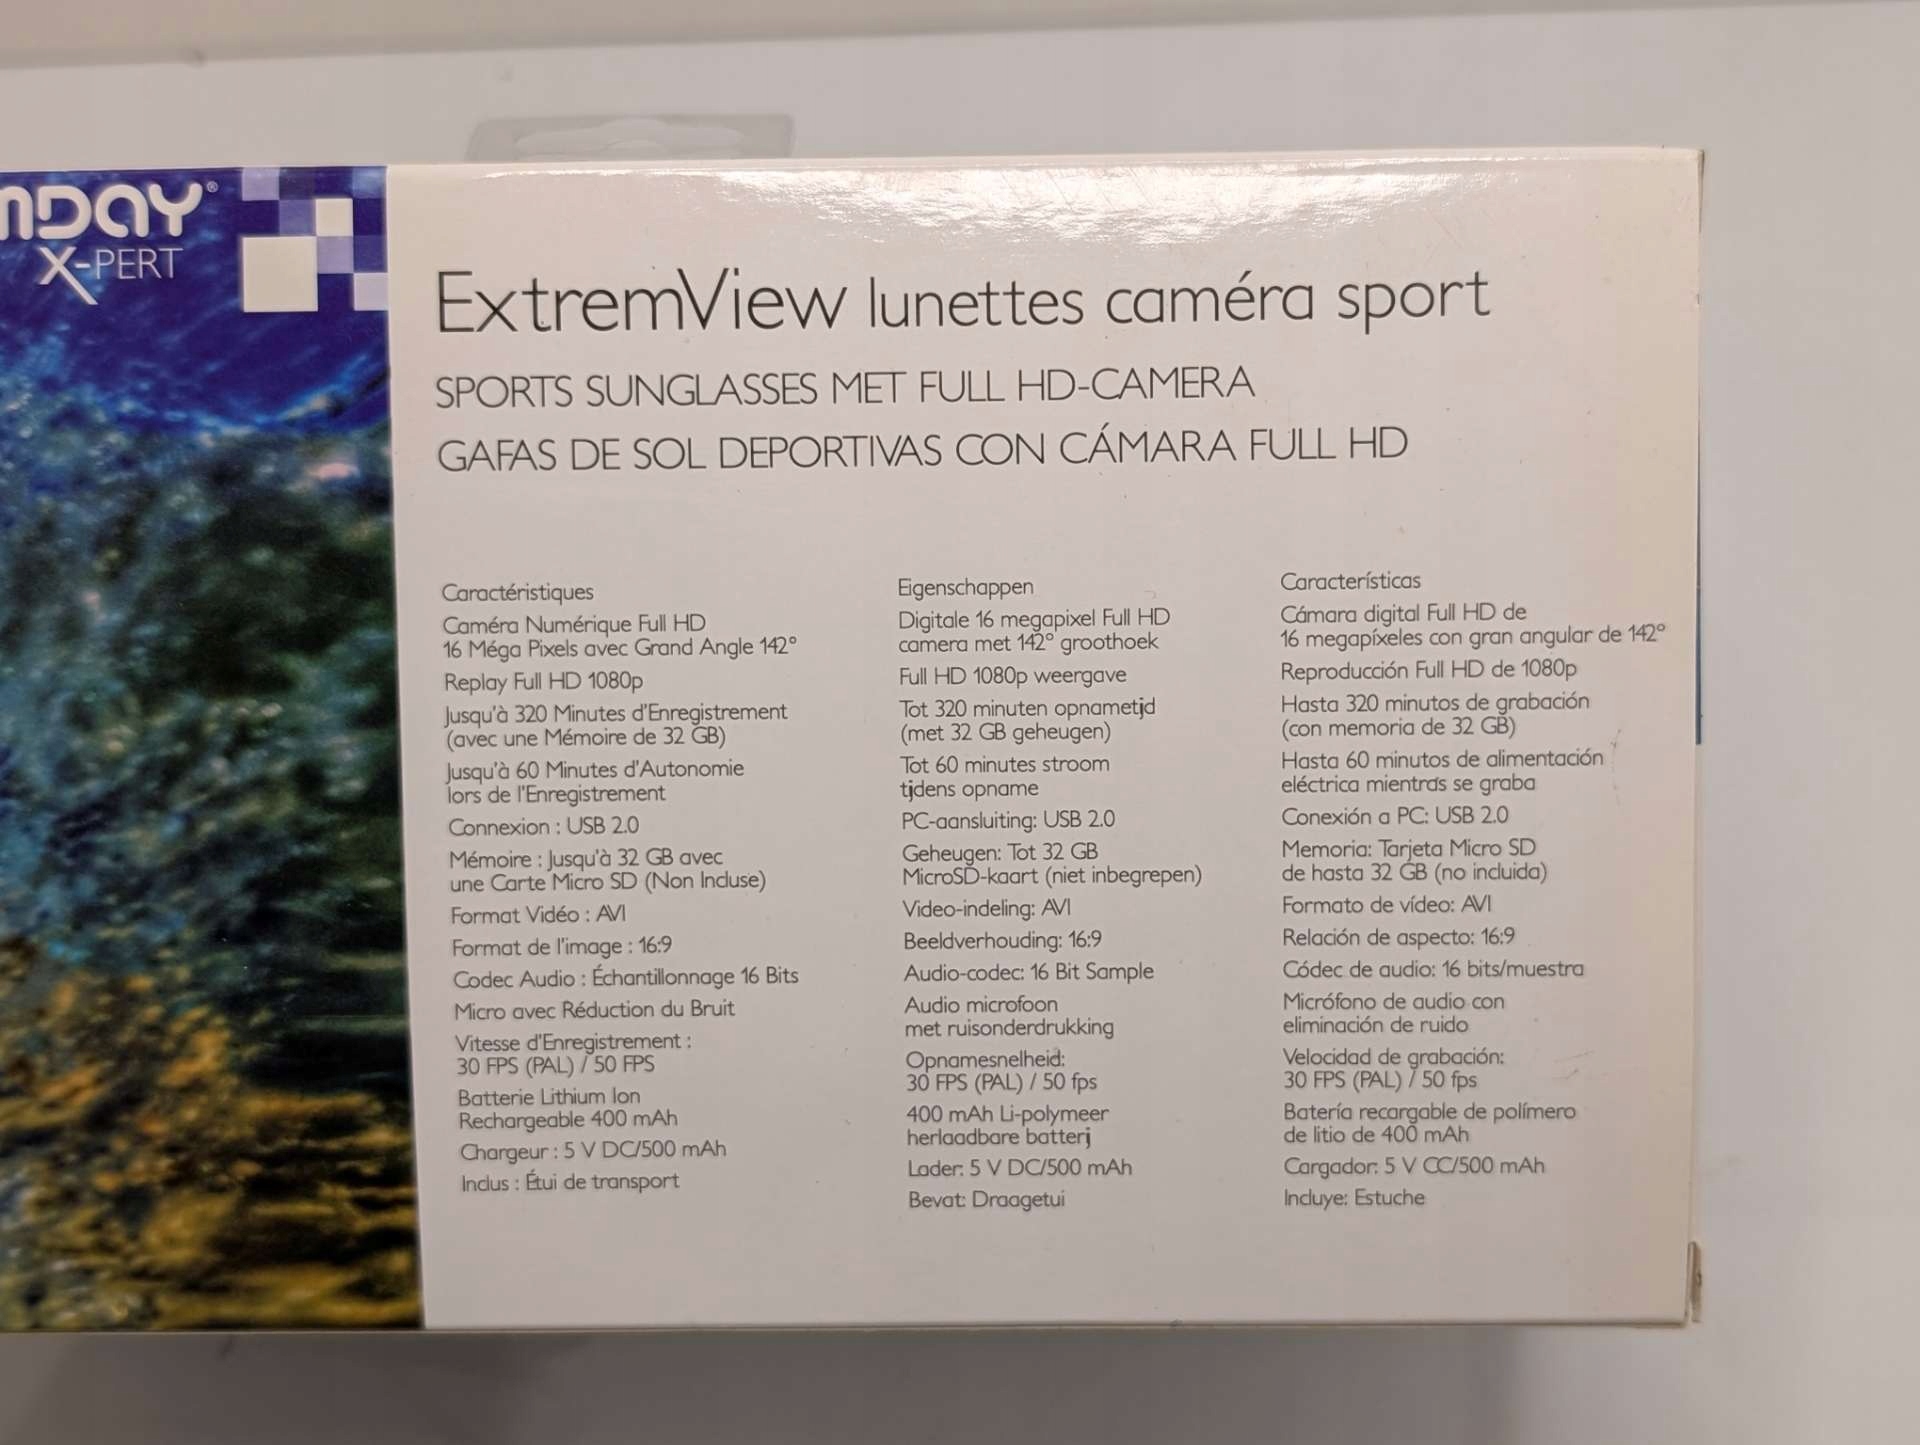 X-PERT
ExtremView lunettes caméra sport
SPORTS SUNGLASSES MET FULL HD-CAMERA
GAFAS DE SOL DEPORTIVAS CON CÁMARA FULL HD
Caractéristiques
Caméra Numérique Full HD
16 Méga Pixels avec Grand Angle 142°
Replay Full HD 1080p
Jusqu'à 320 Minutes d'Enregistrement
(avec une Mémoire de 32 GB)
Jusqu'à 60 Minutes d'Autonomie
lors de l'Enregistrement
Connexion : USB 2.0
Mémoire : Jusqu'à 32 GB avec
une Carte Micro SD (Non Incluse)
Format Vidéo : AVI
Format de l'image : 16:9
Codec Audio : Échantillonnage 16 Bits
Micro avec Réduction du Bruit
Vitesse d'Enregistrement :
30 FPS (PAL) / 50 FPS
Batterie Lithium Ion
Rechargeable 400 mAh
Chargeur : 5 V DC/500 mAh
Inclus : Étui de transport
Eigenschappen
Digitale 16 megapixel Full HD
camera met 142° groothoek
Full HD 1080p weergave
Tot 320 minuten opnametijd
(met 32 GB geheugen)
Tot 60 minutes stroom
tijdens opname
PC-aansluiting: USB 2.0
Geheugen: Tot 32 GB
MicroSD-kaart (niet inbegrepen)
Video-indeling: AVI
Beeldverhouding: 16:9
Audio-codec: 16 Bit Sample
Audio microfoon
met ruisonderdrukking
Opnamesnelheid:
30 FPS (PAL) / 50 fps
400 mAh Li-polymeer
herlaadbare batterij
Lader: 5 V DC/500 mAh
Bevat: Draagetui
Características
Cámara digital Full HD de
16 megapíxeles con gran angular de 142°
Reproducción Full HD de 1080p
Hasta 320 minutos de grabación
(con memoria de 32 GB)
Hasta 60 minutos de alimentación
eléctrica mientras se graba
Conexión a PC: USB 2.0
Memoria: Tarjeta Micro SD
de hasta 32 GB (no incluida)
Formato de vídeo: AVI
Relación de aspecto: 16:9
Códec de audio: 16 bits/muestra
Micrófono de audio con
eliminación de ruido
Velocidad de grabación:
30 FPS (PAL) / 50 fps
Batería recargable de polímero
de litio de 400 mAh
Cargador: 5 V CC/500 mAh
Incluye: Estuche